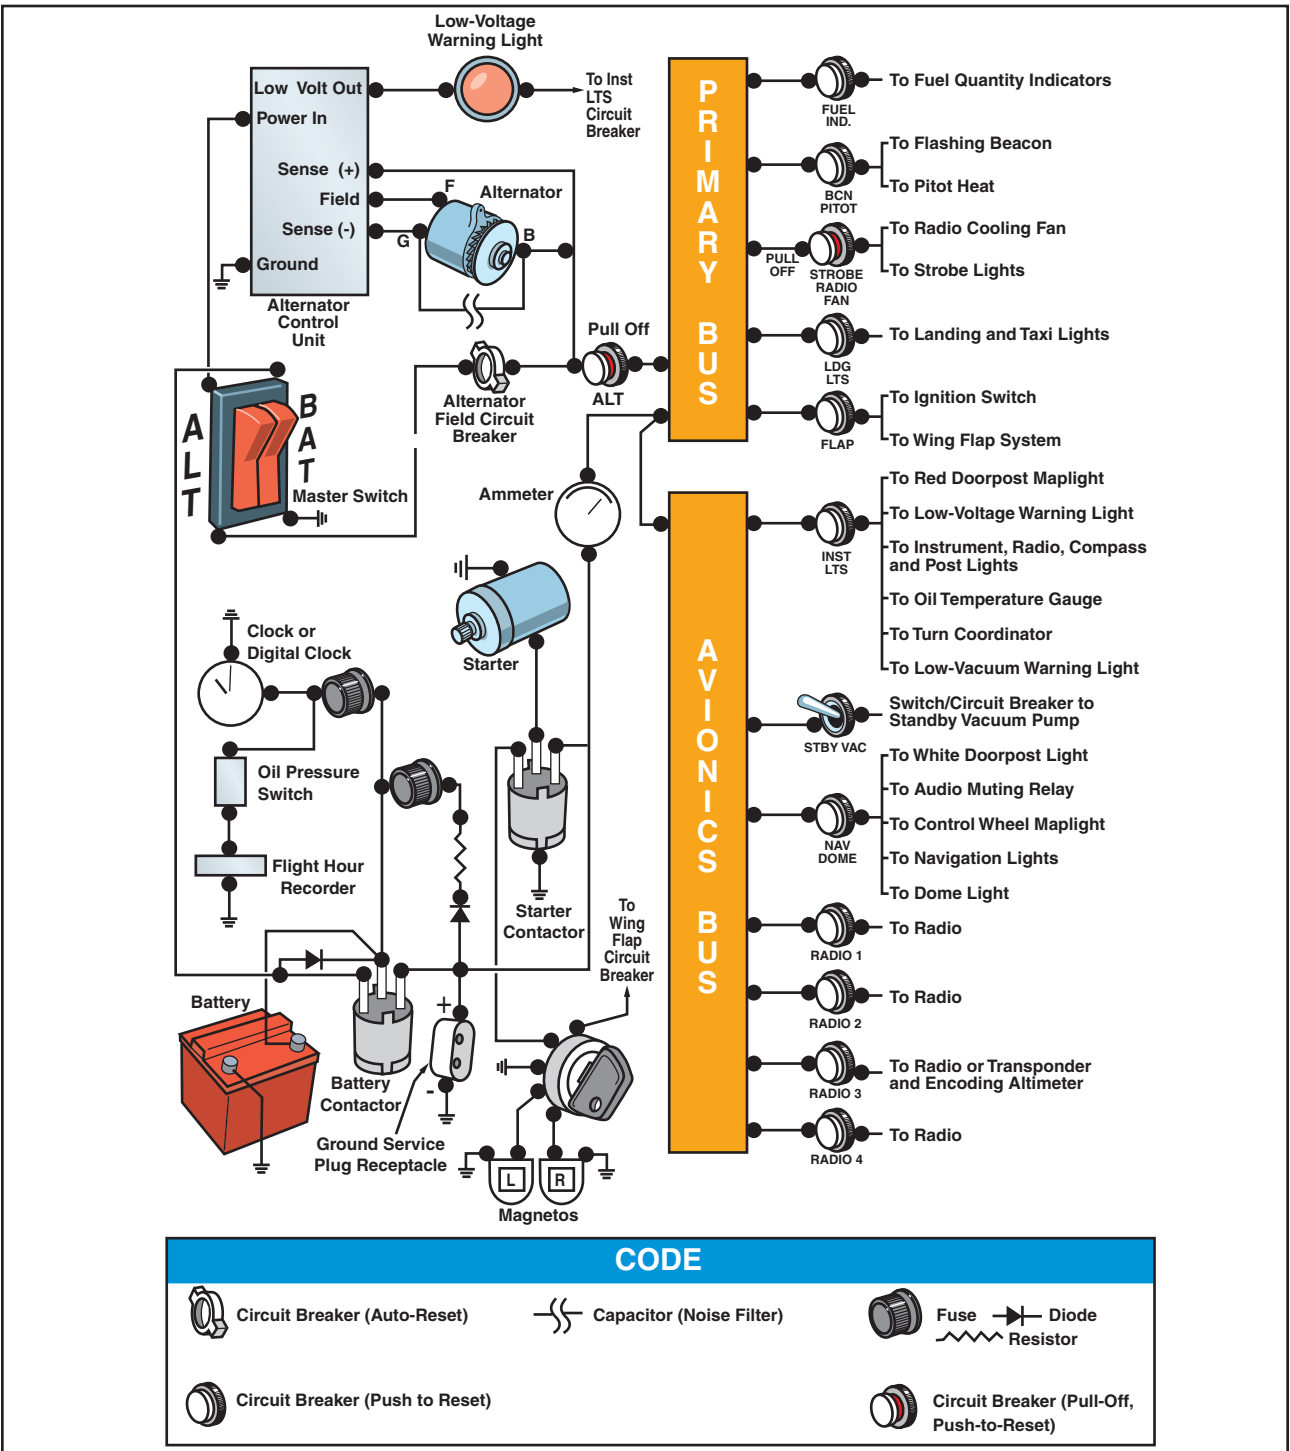 Low-Voltage
Warning Light
To Inst
LTS
Circuit
Breaker
Low Volt Out
Power In
Sense (+)
Field
Sense (-)
Ground
Alternator
Control
Unit
F
Alternator
G
B
Pull Off
ALT
Alternator
Field Circuit
Breaker
ALT
BAT
Master Switch
Ammeter
Starter
Clock or
Digital Clock
Oil Pressure
Switch
Flight Hour
Recorder
Starter
Contactor
To
Wing
Flap
Circuit
Breaker
Battery
+
-
Battery
Contactor
Ground Service
Plug Receptacle
L
R
Magnetos
PRIMARY BUS
FUEL
IND.
To Fuel Quantity Indicators
BCN
PITOT
To Flashing Beacon
To Pitot Heat
PULL
OFF
STROBE
RADIO
FAN
To Radio Cooling Fan
To Strobe Lights
LDG
LTS
To Landing and Taxi Lights
FLAP
To Ignition Switch
To Wing Flap System
AVIONICS BUS
INST
LTS
To Red Doorpost Maplight
To Low-Voltage Warning Light
To Instrument, Radio, Compass
and Post Lights
To Oil Temperature Gauge
To Turn Coordinator
To Low-Vacuum Warning Light
STBY VAC
Switch/Circuit Breaker to
Standby Vacuum Pump
NAV
DOME
To White Doorpost Light
To Audio Muting Relay
To Control Wheel Maplight
To Navigation Lights
To Dome Light
RADIO 1
To Radio
RADIO 2
To Radio
RADIO 3
To Radio or Transponder
and Encoding Altimeter
RADIO 4
To Radio
CODE
Circuit Breaker (Auto-Reset)
Capacitor (Noise Filter)
Fuse
Diode
Resistor
Circuit Breaker (Push to Reset)
Circuit Breaker (Pull-Off,
Push-to-Reset)